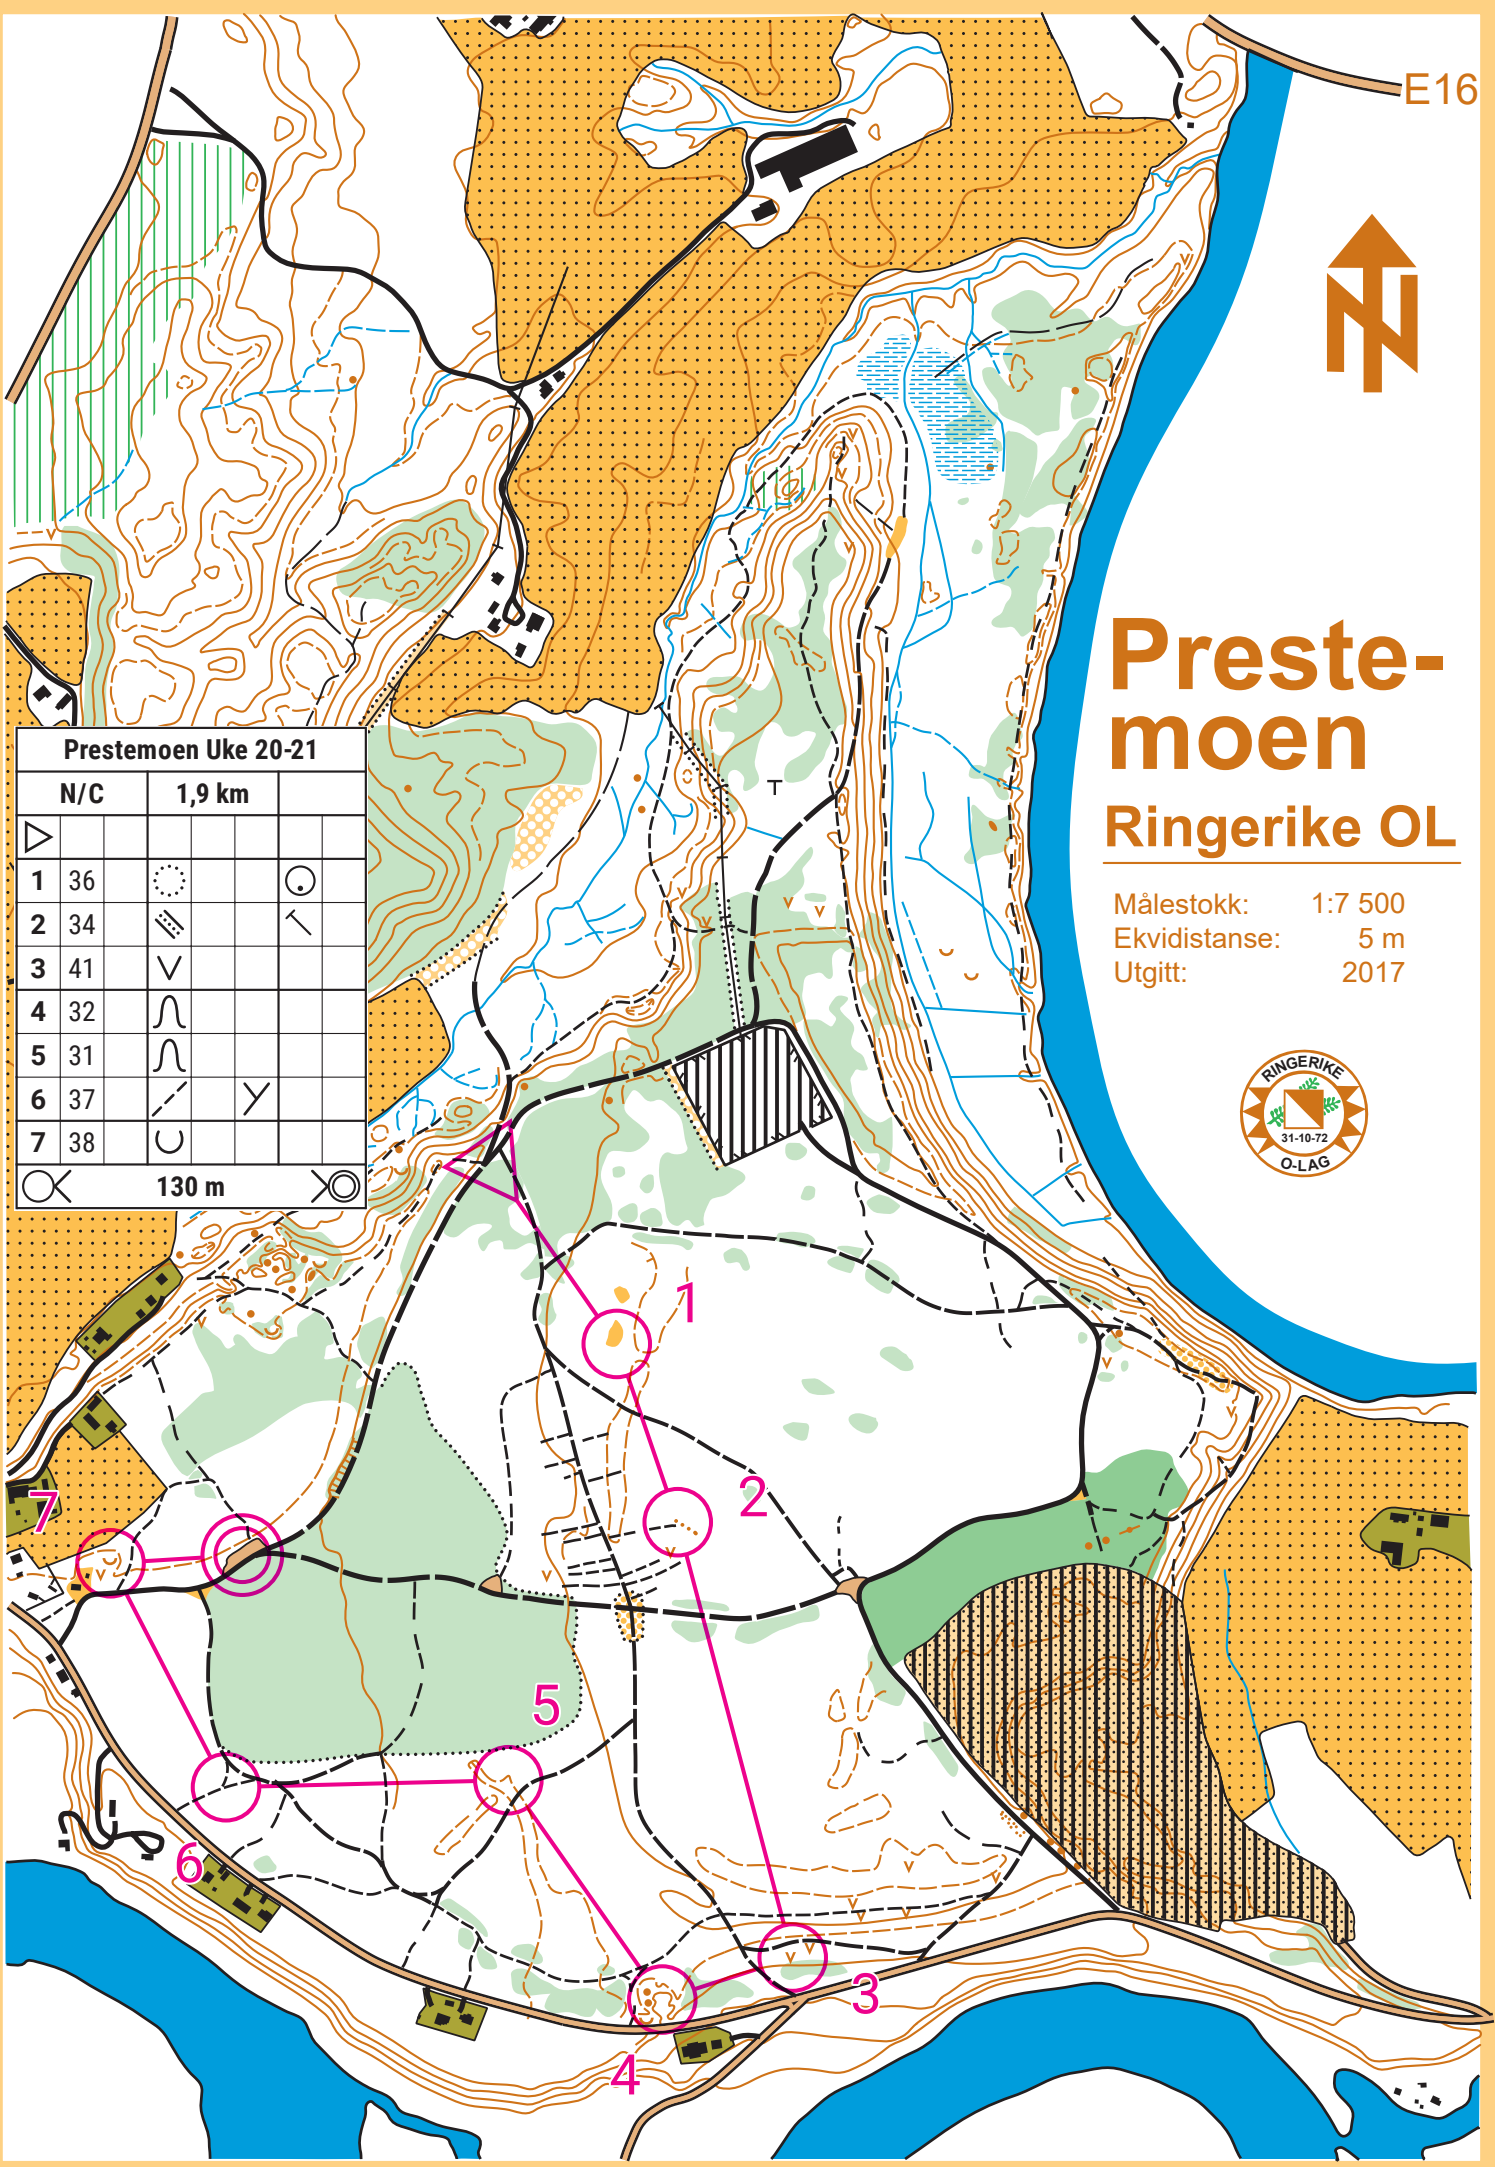 E16
Preste-
moen
Ringerike OL
Målestokk: 1:7 500
Ekvidistanse: 5 m
Utgitt: 2017
RINGERIKE
31-10-72
O-LAG
Prestemoen Uke 20-21
N/C 1,9 km
1 36
2 34
3 41
4 32
5 31
6 37
7 38
130 m
1
2
7
5
6
3
4